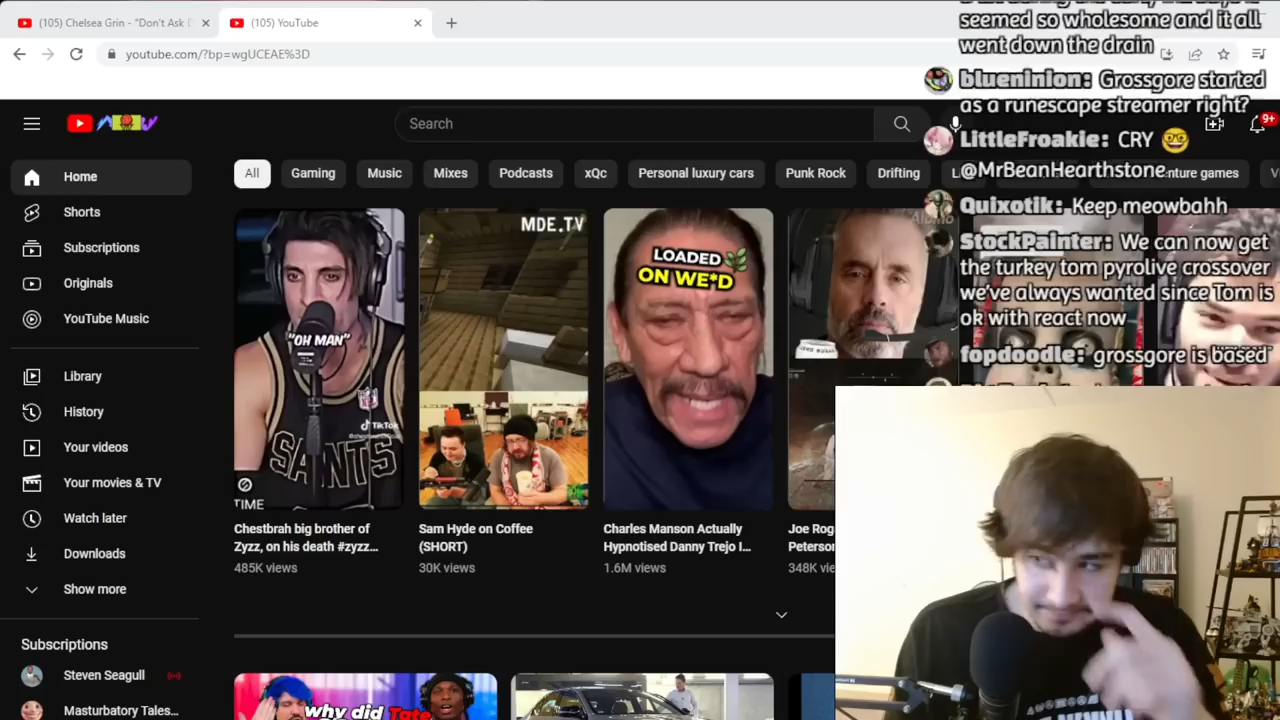 (105) Chelsea Grin - "Don't Ask
(105) YouTube
youtube.com/?bp=wgUCEAE%3D
Search
9+
Home
Shorts
Subscriptions
Originals
YouTube Music
Library
History
Your videos
Your movies & TV
Watch later
Downloads
Show more
Subscriptions
Steven Seagull
Masturbatory Tales...
All
Gaming
Music
Mixes
Podcasts
xQc
Personal luxury cars
Punk Rock
Drifting
nture games
"OH MAN"
TikTok
SAINTS
TIME
MDE.TV
LOADED
ON WE*D
Chestbrah big brother of
Zyzz, on his death #zyzz...
485K views
Sam Hyde on Coffee
(SHORT)
30K views
Charles Manson Actually
Hypnotised Danny Trejo I...
1.6M views
Joe Rog
Peterson
348K vie
why did Tate
seemed so wholesome and it all
went down the drain
blueninion: Grossgore started
as a runescape streamer right?
LittleFroakie: CRY
@MrBeanHearthstone
Quixotik: Keep meowbahh
StockPainter: We can now get
the turkey tom pyrolive crossover
we've always wanted since Tom is
ok with react now
fopdoodle: grossgore is based